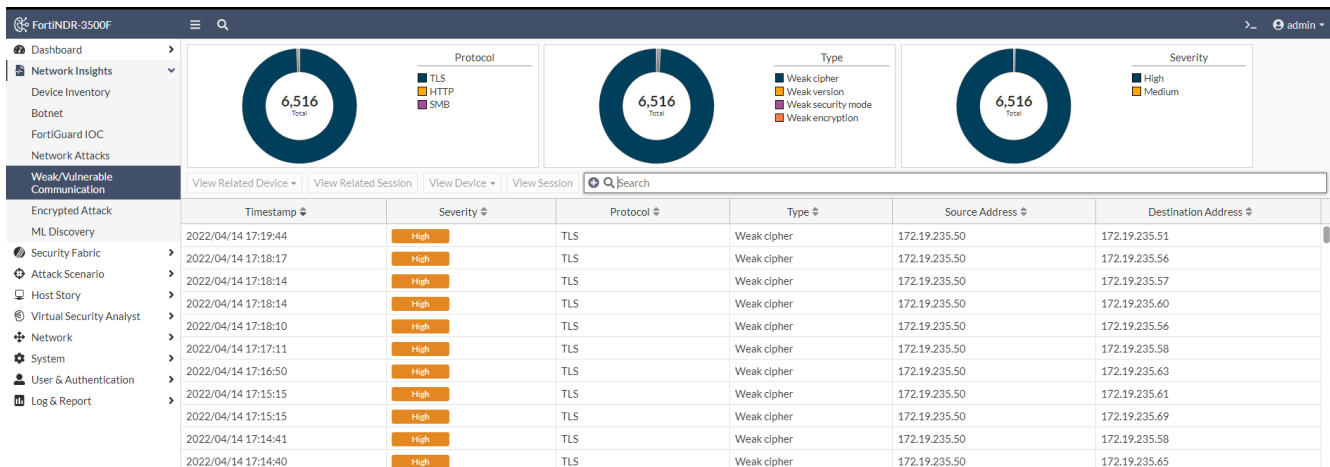 FortiNDR-3500F
>_ admin
Dashboard
Network Insights
Device Inventory
Botnet
FortiGuard IOC
Network Attacks
Weak/Vulnerable
Communication
Encrypted Attack
ML Discovery
Security Fabric
Attack Scenario
Host Story
Virtual Security Analyst
Network
System
User & Authentication
Log & Report
6,516
Total
Protocol
TLS
HTTP
SMB
6,516
Total
Type
Weak cipher
Weak version
Weak security mode
Weak encryption
6,516
Total
Severity
High
Medium
View Related Device View Related Session View Device View Session Search
Timestamp Severity Protocol Type Source Address Destination Address
2022/04/14 17:19:44 High TLS Weak cipher 172.19.235.50 172.19.235.51
2022/04/14 17:18:17 High TLS Weak cipher 172.19.235.50 172.19.235.56
2022/04/14 17:18:14 High TLS Weak cipher 172.19.235.50 172.19.235.57
2022/04/14 17:18:14 High TLS Weak cipher 172.19.235.50 172.19.235.60
2022/04/14 17:18:10 High TLS Weak cipher 172.19.235.50 172.19.235.56
2022/04/14 17:17:11 High TLS Weak cipher 172.19.235.50 172.19.235.58
2022/04/14 17:16:50 High TLS Weak cipher 172.19.235.50 172.19.235.63
2022/04/14 17:15:15 High TLS Weak cipher 172.19.235.50 172.19.235.61
2022/04/14 17:15:15 High TLS Weak cipher 172.19.235.50 172.19.235.69
2022/04/14 17:14:41 High TLS Weak cipher 172.19.235.50 172.19.235.58
2022/04/14 17:14:40 High TLS Weak cipher 172.19.235.50 172.19.235.65